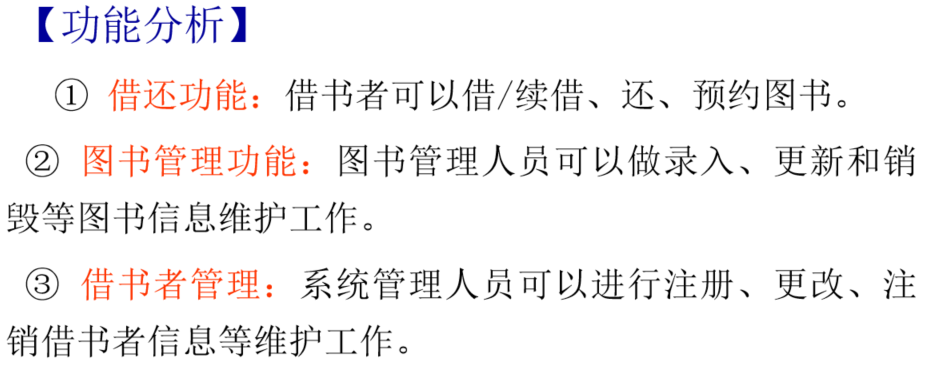 【功能分析】
① 借还功能：借书者可以借/续借、还、预约图书。
② 图书管理功能：图书管理人员可以做录入、更新和销
毁等图书信息维护工作。
③ 借书者管理：系统管理人员可以进行注册、更改、注
销借书者信息等维护工作。